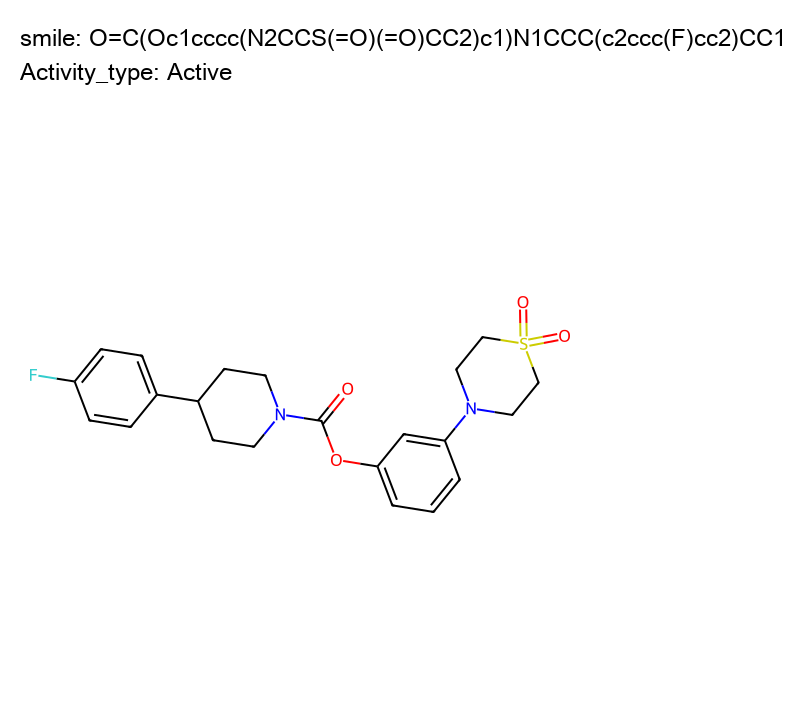 smile: O=C(Oc1cccc(N2CCS(=O)(=O)CC2)c1)N1CCC(c2ccc(F)cc2)CC1
Activity_type: Active
O
S
O
F
O
N
N
O